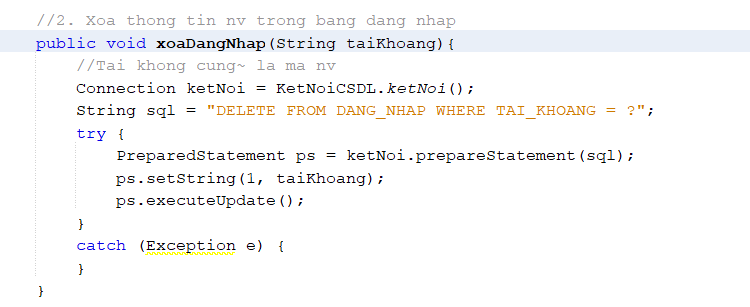 //2. Xoa thong tin nv trong bang dang nhap
public void xoaDangNhap(String taiKhoang){
//Tai khong cung~ la ma nv
Connection ketNoi = KetNoiCSDL.ketNoi();
String sql = "DELETE FROM DANG_NHAP WHERE TAI_KHOANG = ?";
try {
PreparedStatement ps = ketNoi.prepareStatement(sql);
ps.setString(1, taiKhoang);
ps.executeUpdate();
}
catch (Exception e) {
}
}